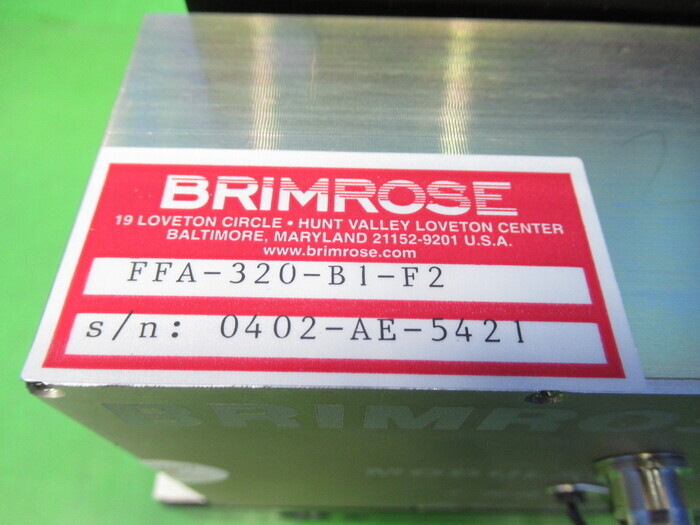 BRIMROSE
19 LOVETON CIRCLE • HUNT VALLEY LOVETON CENTER
BALTIMORE, MARYLAND 21152-9201 U.S.A.
www.brimrose.com
FFA-320-B1-F2
s/n: 0402-AE-5421
BRIMRO